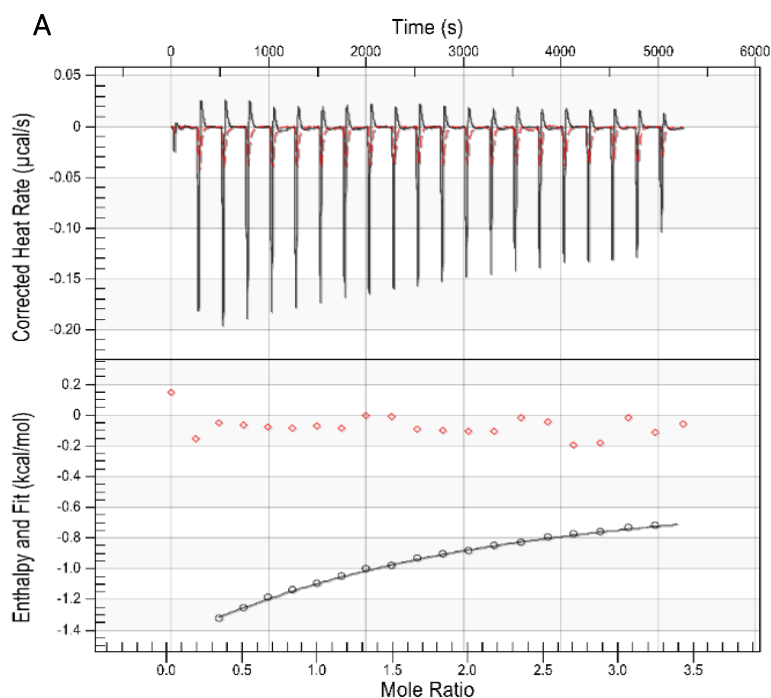 A
Time (s)
0 1000 2000 3000 4000 5000 6000
Corrected Heat Rate (µcal/s)
0.05
0
-0.05
-0.10
-0.15
-0.20
Enthalpy and Fit (kcal/mol)
0.2
0
-0.2
-0.4
-0.6
-0.8
-1.0
-1.2
-1.4
0.0 0.5 1.0 1.5 2.0 2.5 3.0 3.5
Mole Ratio